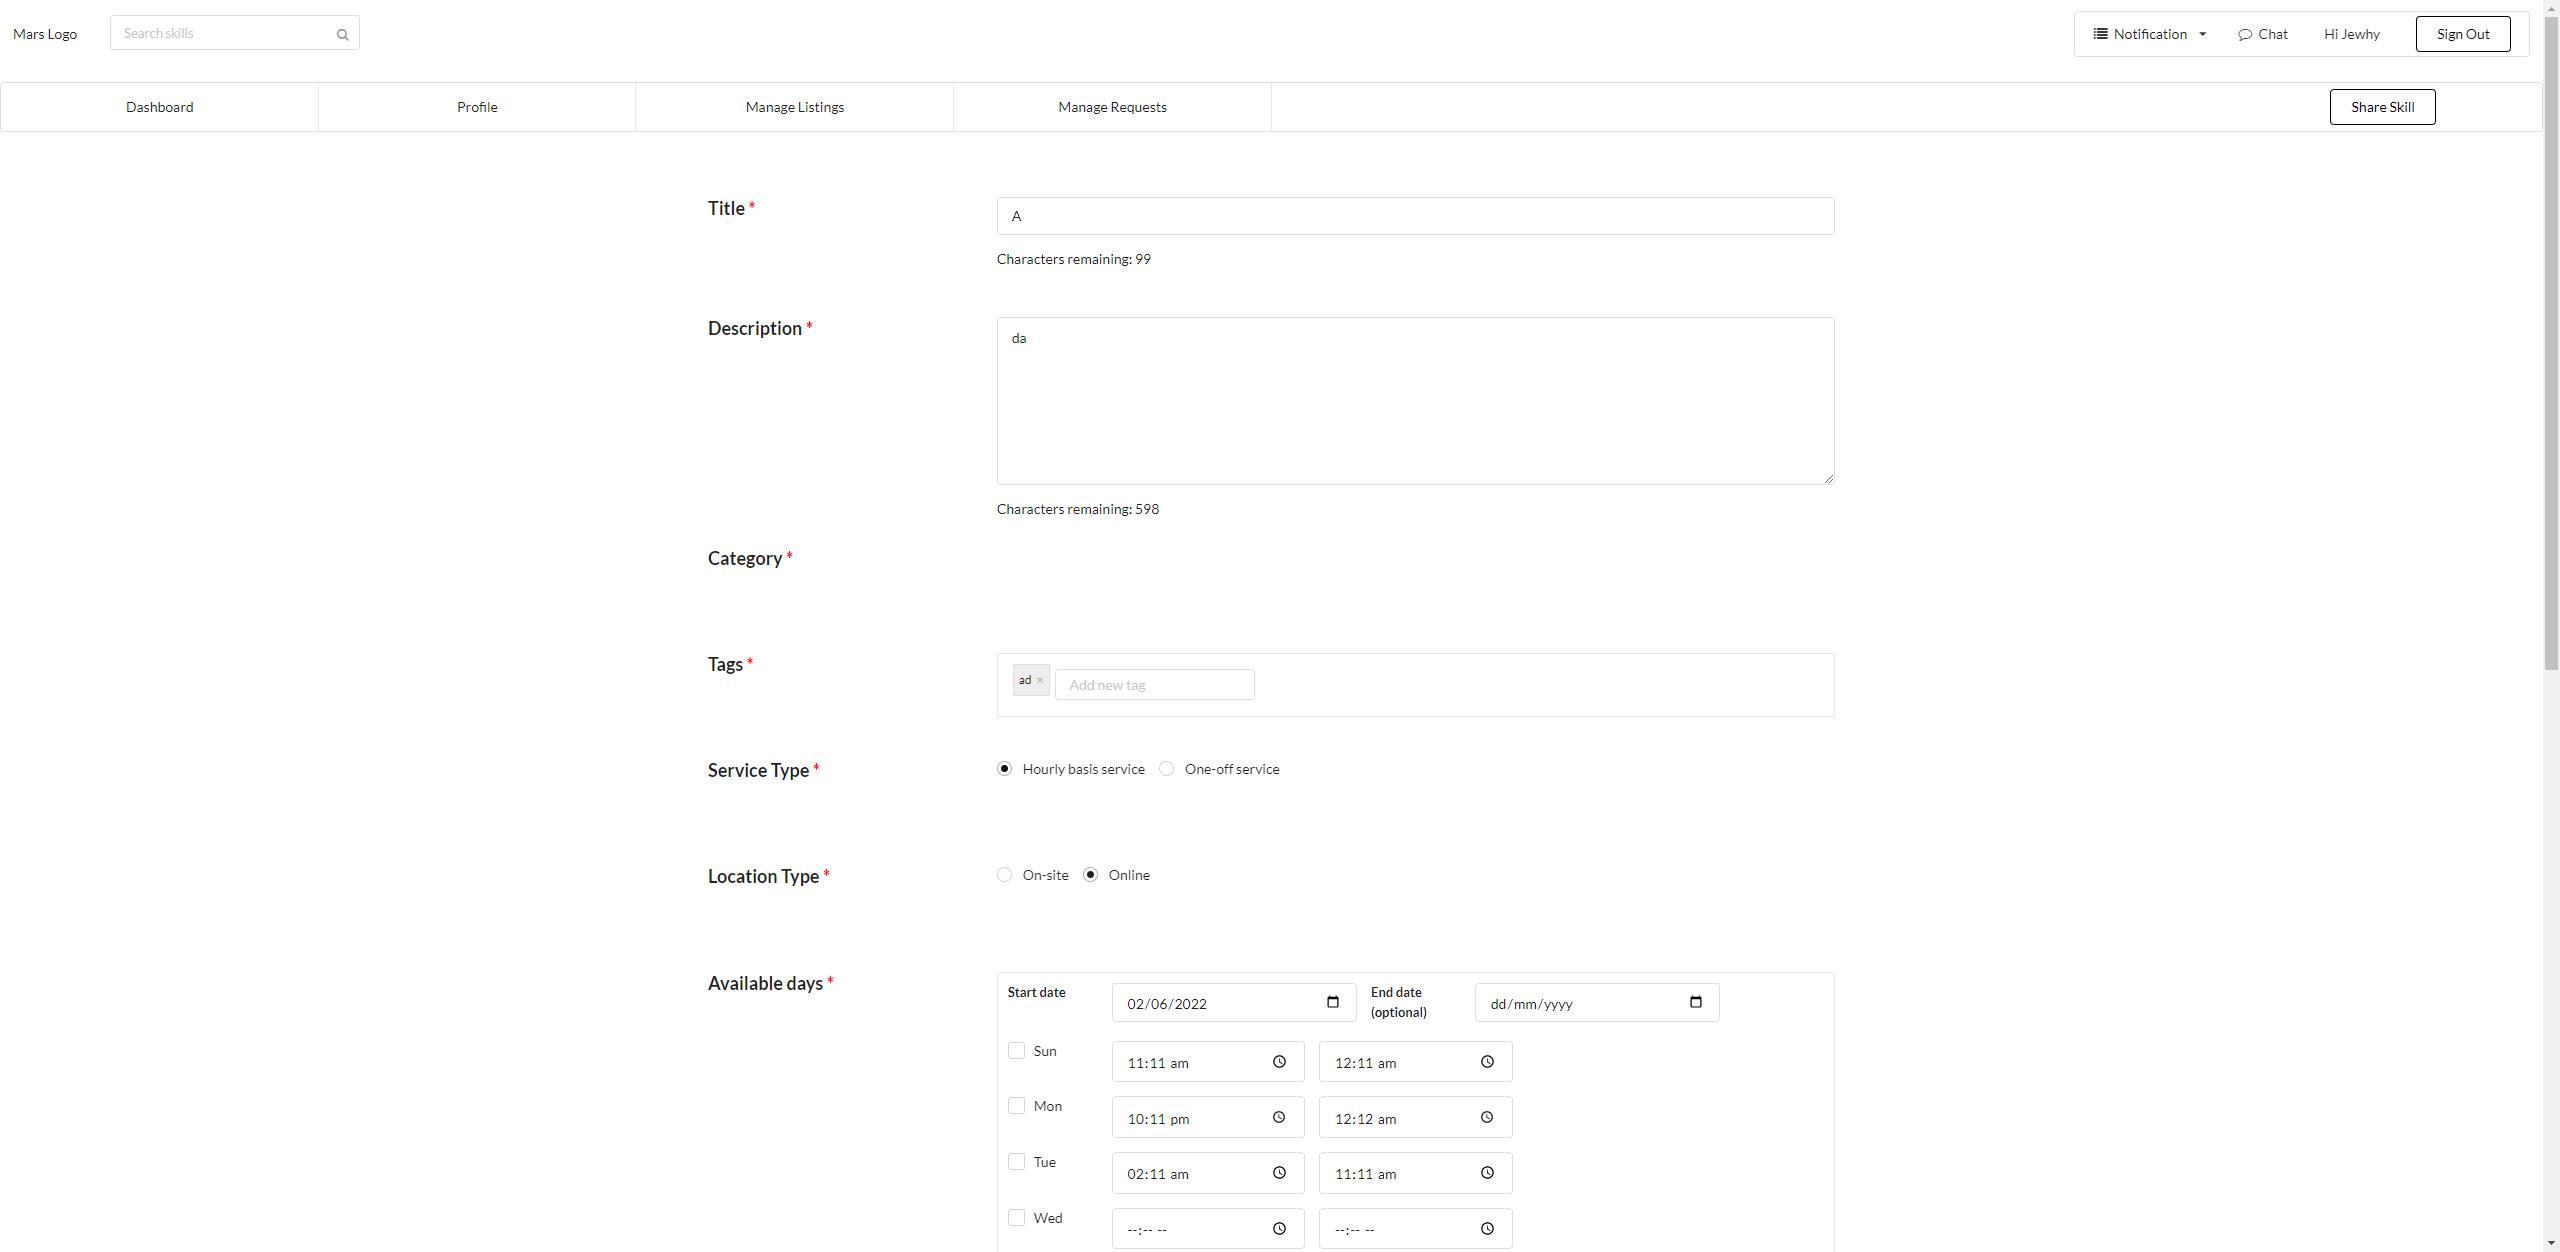 Mars Logo
Search skills
Notification
Chat
Hi Jewhy
Sign Out
Dashboard
Profile
Manage Listings
Manage Requests
Share Skill
Title *
A
Characters remaining: 99
Description *
da
Characters remaining: 598
Category *
Tags *
ad ×
Add new tag
Service Type *
Hourly basis service
One-off service
Location Type *
On-site
Online
Available days *
Start date
02/06/2022
End date
(optional)
dd/mm/yyyy
Sun
11:11 am
12:11 am
Mon
10:11 pm
12:12 am
Tue
02:11 am
11:11 am
Wed
--:-- --
--:-- --